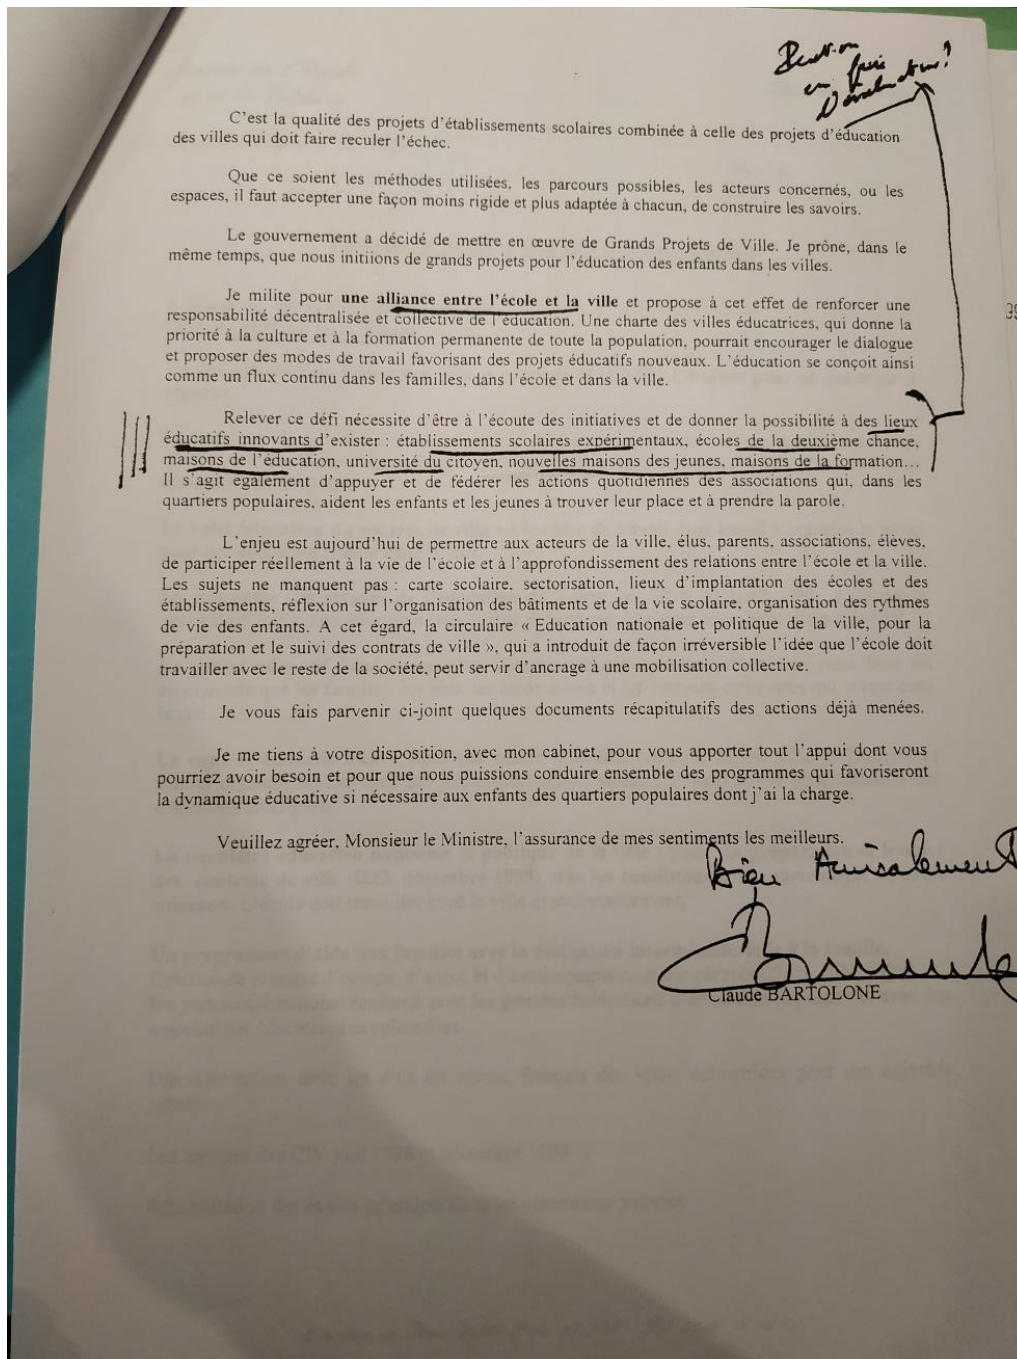 C'est la qualité des projets d'établissements scolaires combinée à celle des projets d'éducation
des villes qui doit faire reculer l'échec.
Que ce soient les méthodes utilisées, les parcours possibles, les acteurs concernés, ou les
espaces, il faut accepter une façon moins rigide et plus adaptée à chacun, de construire les savoirs.
Le gouvernement a décidé de mettre en œuvre de Grands Projets de Ville. Je prône, dans le
même temps, que nous initiions de grands projets pour l'éducation des enfants dans les villes.
Je milite pour une alliance entre l'école et la ville et propose à cet effet de renforcer une
responsabilité décentralisée et collective de l'éducation. Une charte des villes éducatrices, qui donne la
priorité à la culture et à la formation permanente de toute la population, pourrait encourager le dialogue
et proposer des modes de travail favorisant des projets éducatifs nouveaux. L'éducation se conçoit ainsi
comme un flux continu dans les familles, dans l'école et dans la ville.
Relever ce défi nécessite d'être à l'écoute des initiatives et de donner la possibilité à des lieux
éducatifs innovants d'exister : établissements scolaires expérimentaux, écoles de la deuxième chance,
maisons de l'éducation, université du citoyen, nouvelles maisons des jeunes, maisons de la formation...
Il s'agit également d'appuyer et de fédérer les actions quotidiennes des associations qui, dans les
quartiers populaires, aident les enfants et les jeunes à trouver leur place et à prendre la parole.
L'enjeu est aujourd'hui de permettre aux acteurs de la ville, élus, parents, associations, élèves,
de participer réellement à la vie de l'école et à l'approfondissement des relations entre l'école et la ville.
Les sujets ne manquent pas : carte scolaire, sectorisation, lieux d'implantation des écoles et des
établissements, réflexion sur l'organisation des bâtiments et de la vie scolaire, organisation des rythmes
de vie des enfants. A cet égard, la circulaire « Education nationale et politique de la ville, pour la
préparation et le suivi des contrats de ville », qui a introduit de façon irréversible l'idée que l'école doit
travailler avec le reste de la société, peut servir d'ancrage à une mobilisation collective.
Je vous fais parvenir ci-joint quelques documents récapitulatifs des actions déjà menées.
Je me tiens à votre disposition, avec mon cabinet, pour vous apporter tout l'appui dont vous
pourriez avoir besoin et pour que nous puissions conduire ensemble des programmes qui favoriseront
la dynamique éducative si nécessaire aux enfants des quartiers populaires dont j'ai la charge.
Veuillez agréer, Monsieur le Ministre, l'assurance de mes sentiments les meilleurs.
Bien Amicalement
Claude BARTOLONE